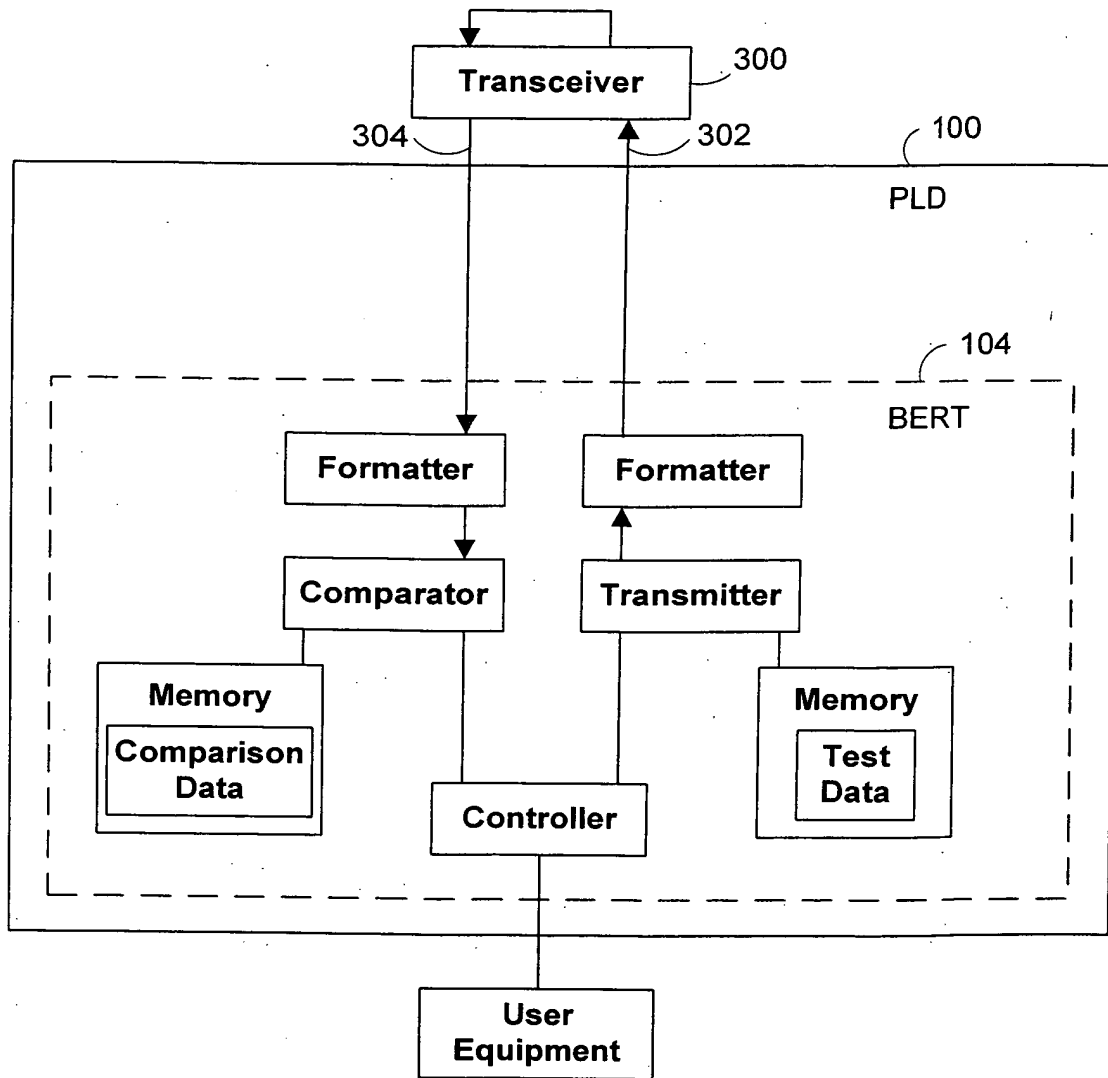 Transceiver
300
304
302
100
PLD
104
BERT
Formatter
Formatter
Comparator
Transmitter
Memory
Comparison
Data
Memory
Test
Data
Controller
User
Equipment